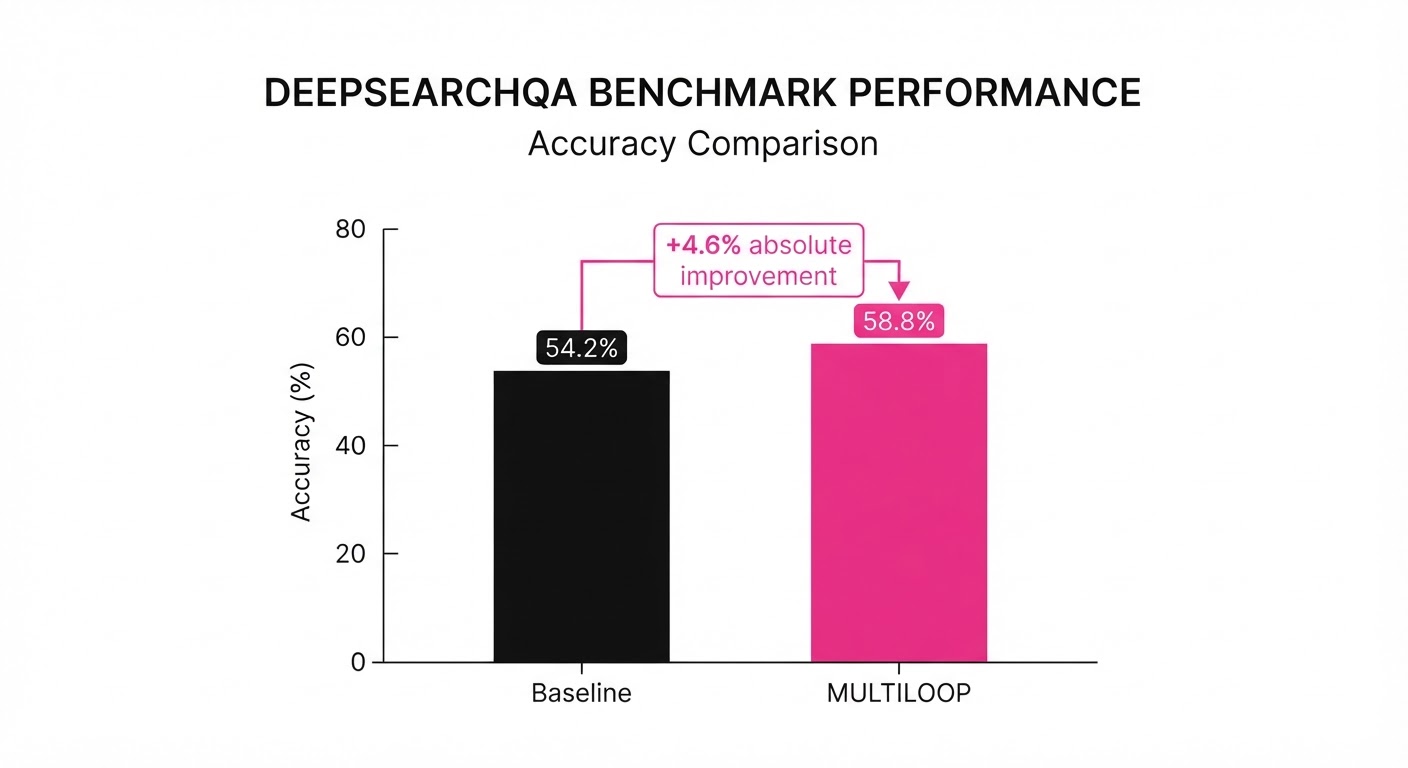 DEEPSEARCHQA BENCHMARK PERFORMANCE
Accuracy Comparison
80
60
40
20
0
Accuracy (%)
+4.6% absolute
improvement
54.2%
58.8%
Baseline
MULTILOOP